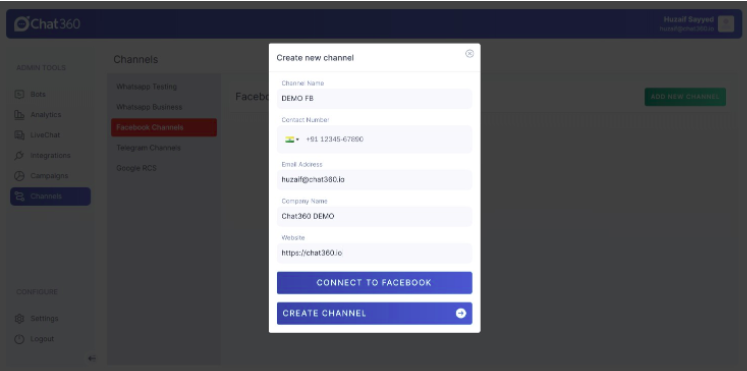 Chat360
Huzaif Sayyed
huzaif@chat360.io
ADMIN TOOLS
Bots
Analytics
LiveChat
Integrations
Campaigns
Channels
CONFIGURE
Settings
Logout
Channels
Whatsapp Testing
Whatsapp Business
Facebook Channels
Telegram Channels
Google RCS
Facebo
ADD NEW CHANNEL
Create new channel
Channel Name
DEMO FB
Contact Number
+91 12345-67890
Email Address
huzaif@chat360.io
Company Name
Chat360 DEMO
Website
https://chat360.io
CONNECT TO FACEBOOK
CREATE CHANNEL